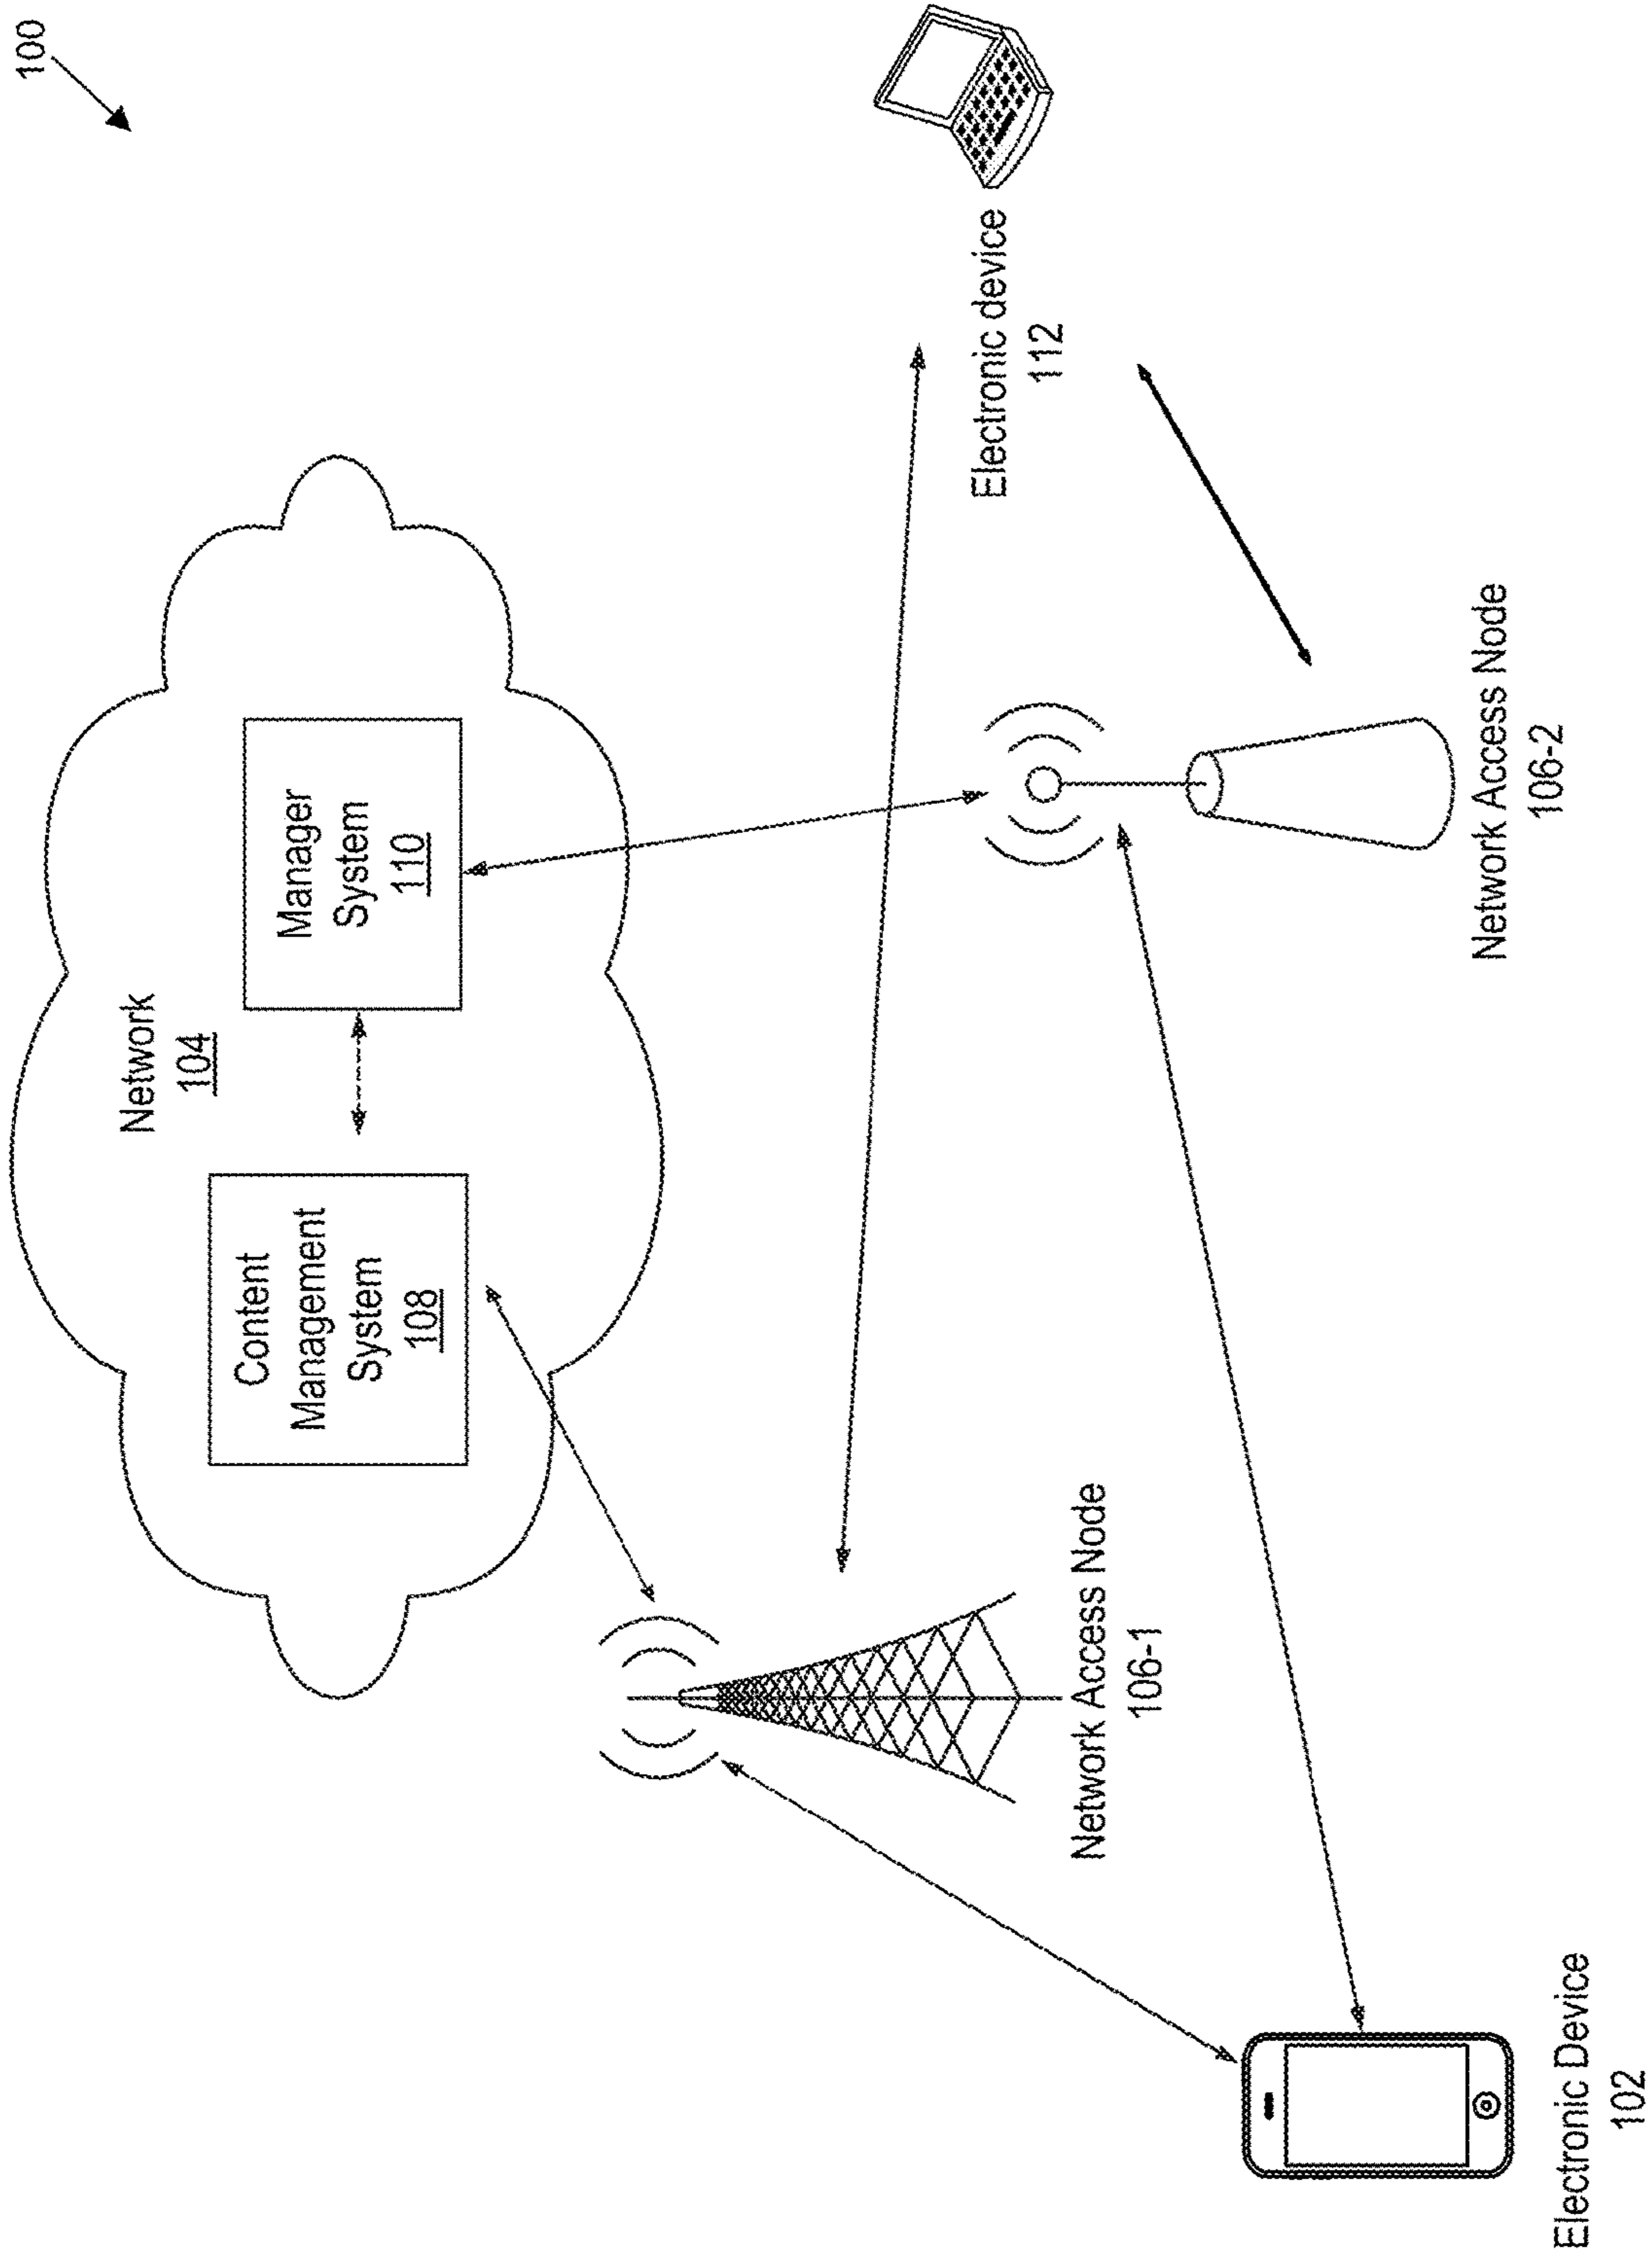 100
Network
104
Content
Management
System
108
Manager
System
110
Electronic device
112
Network Access Node
106-1
Network Access Node
106-2
Electronic Device
102